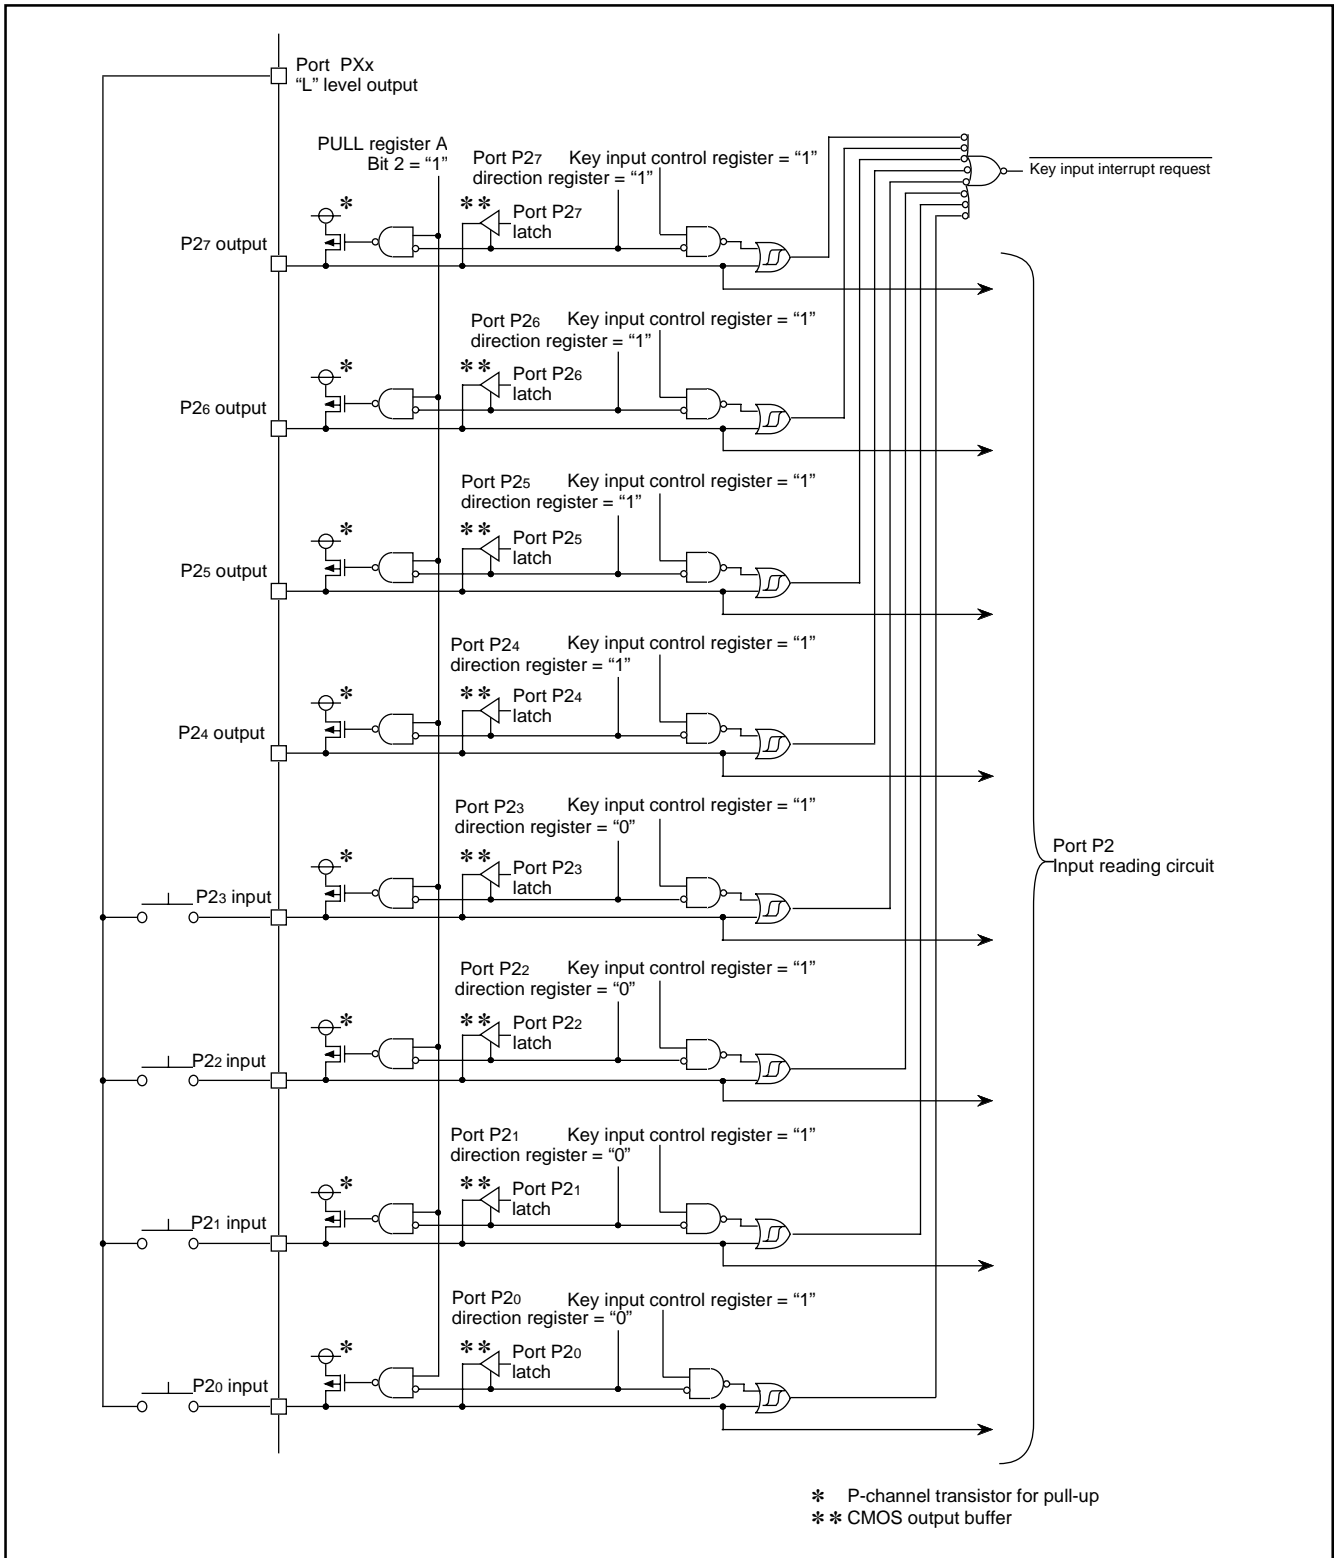 Port PXx
“L” level output
PULL register A
Bit 2 = “1”
Port P27
direction register = “1”
Key input control register = “1”
Key input interrupt request
* *
* Port P27
latch
P27 output
Port P26
direction register = “1”
Key input control register = “1”
*
* * Port P26
latch
P26 output
Port P25
direction register = “1”
Key input control register = “1”
*
* * Port P25
latch
P25 output
Port P24
direction register = “1”
Key input control register = “1”
*
* * Port P24
latch
P24 output
Port P23
direction register = “0”
Key input control register = “1”
Port P2
Input reading circuit
*
* * Port P23
latch
P23 input
Port P22
direction register = “0”
Key input control register = “1”
*
* * Port P22
latch
P22 input
Port P21
direction register = “0”
Key input control register = “1”
*
* * Port P21
latch
P21 input
Port P20
direction register = “0”
Key input control register = “1”
*
* * Port P20
latch
P20 input
* P-channel transistor for pull-up
* * CMOS output buffer